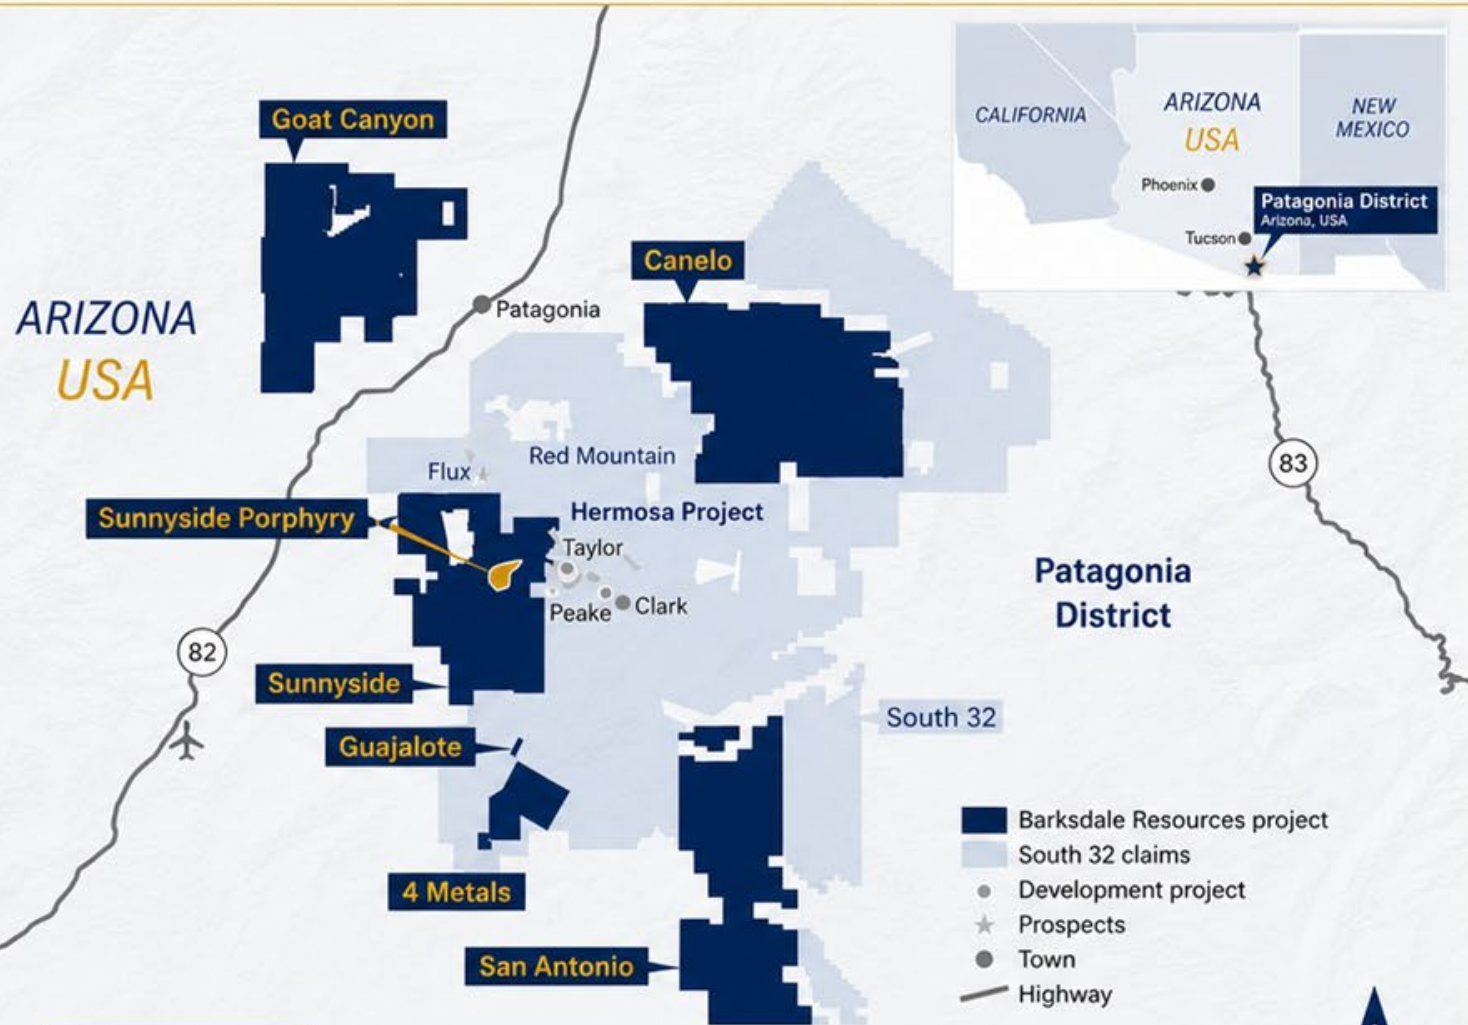 Goat Canyon
CALIFORNIA
ARIZONA
USA
NEW
MEXICO
Phoenix
Patagonia District
Arizona, USA
Tucson
Canelo
ARIZONA
USA
Patagonia
Red Mountain
Flux
83
Sunnyside Porphyry
Hermosa Project
Taylor
Peake
Clark
Patagonia
District
82
Sunnyside
South 32
Guajalote
4 Metals
San Antonio
Barksdale Resources project
South 32 claims
Development project
Prospects
Town
Highway